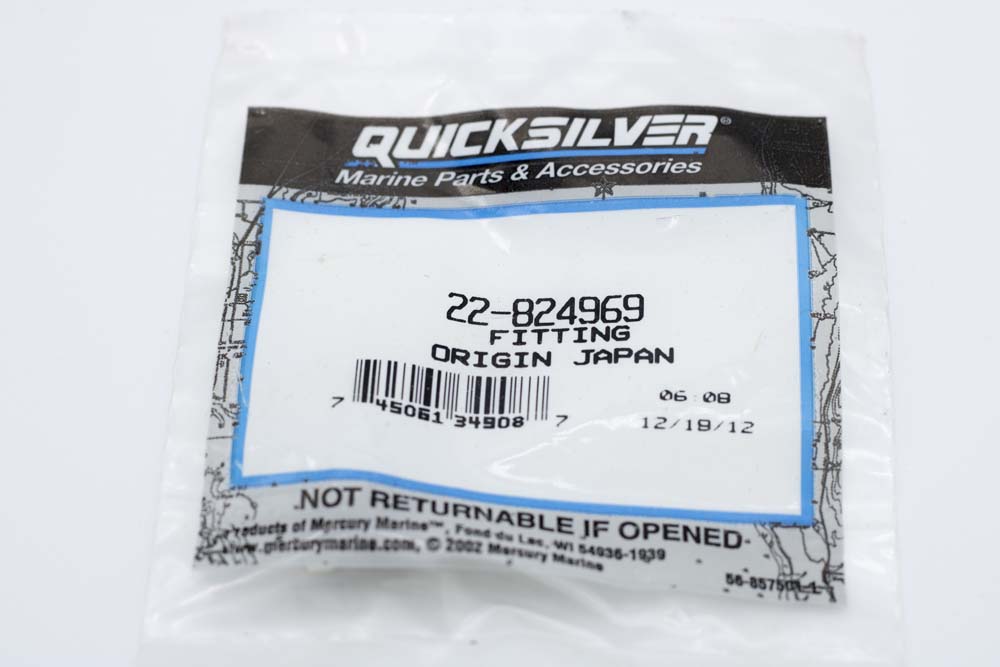 QUICKSILVER®
Marine Parts & Accessories
22-824969
FITTING
ORIGIN JAPAN
7 45061 34908 7
06:08
12/18/12
NOT RETURNABLE IF OPENED
Products of Mercury Marine™, Fond du Lac, WI 54936-1939
www.mercurymarine.com, © 2002 Mercury Marine